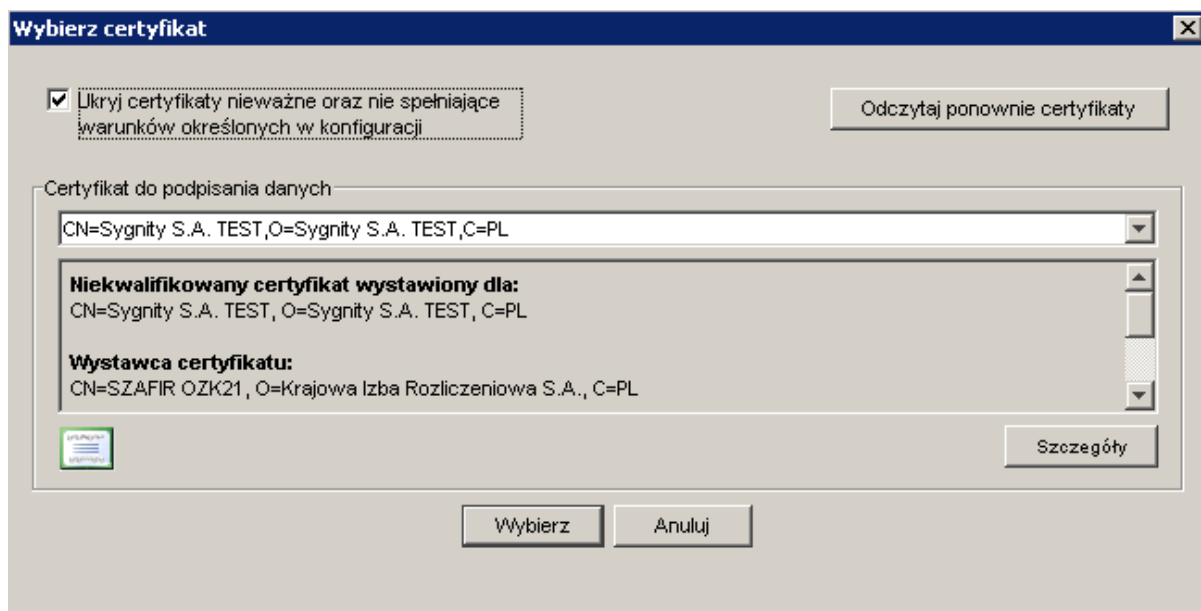 Wybierz certyfikat
Ukryj certyfikaty nieważne oraz nie spełniające
warunków określonych w konfiguracji
Odczytaj ponownie certyfikaty
Certyfikat do podpisania danych
CN=Sygnity S.A. TEST,O=Sygnity S.A. TEST,C=PL
Niekwalifikowany certyfikat wystawiony dla:
CN=Sygnity S.A. TEST, O=Sygnity S.A. TEST, C=PL
Wystawca certyfikatu:
CN=SZAFIR OZK21, O=Krajowa Izba Rozliczeniowa S.A., C=PL
Szczegóły
Wybierz
Anuluj